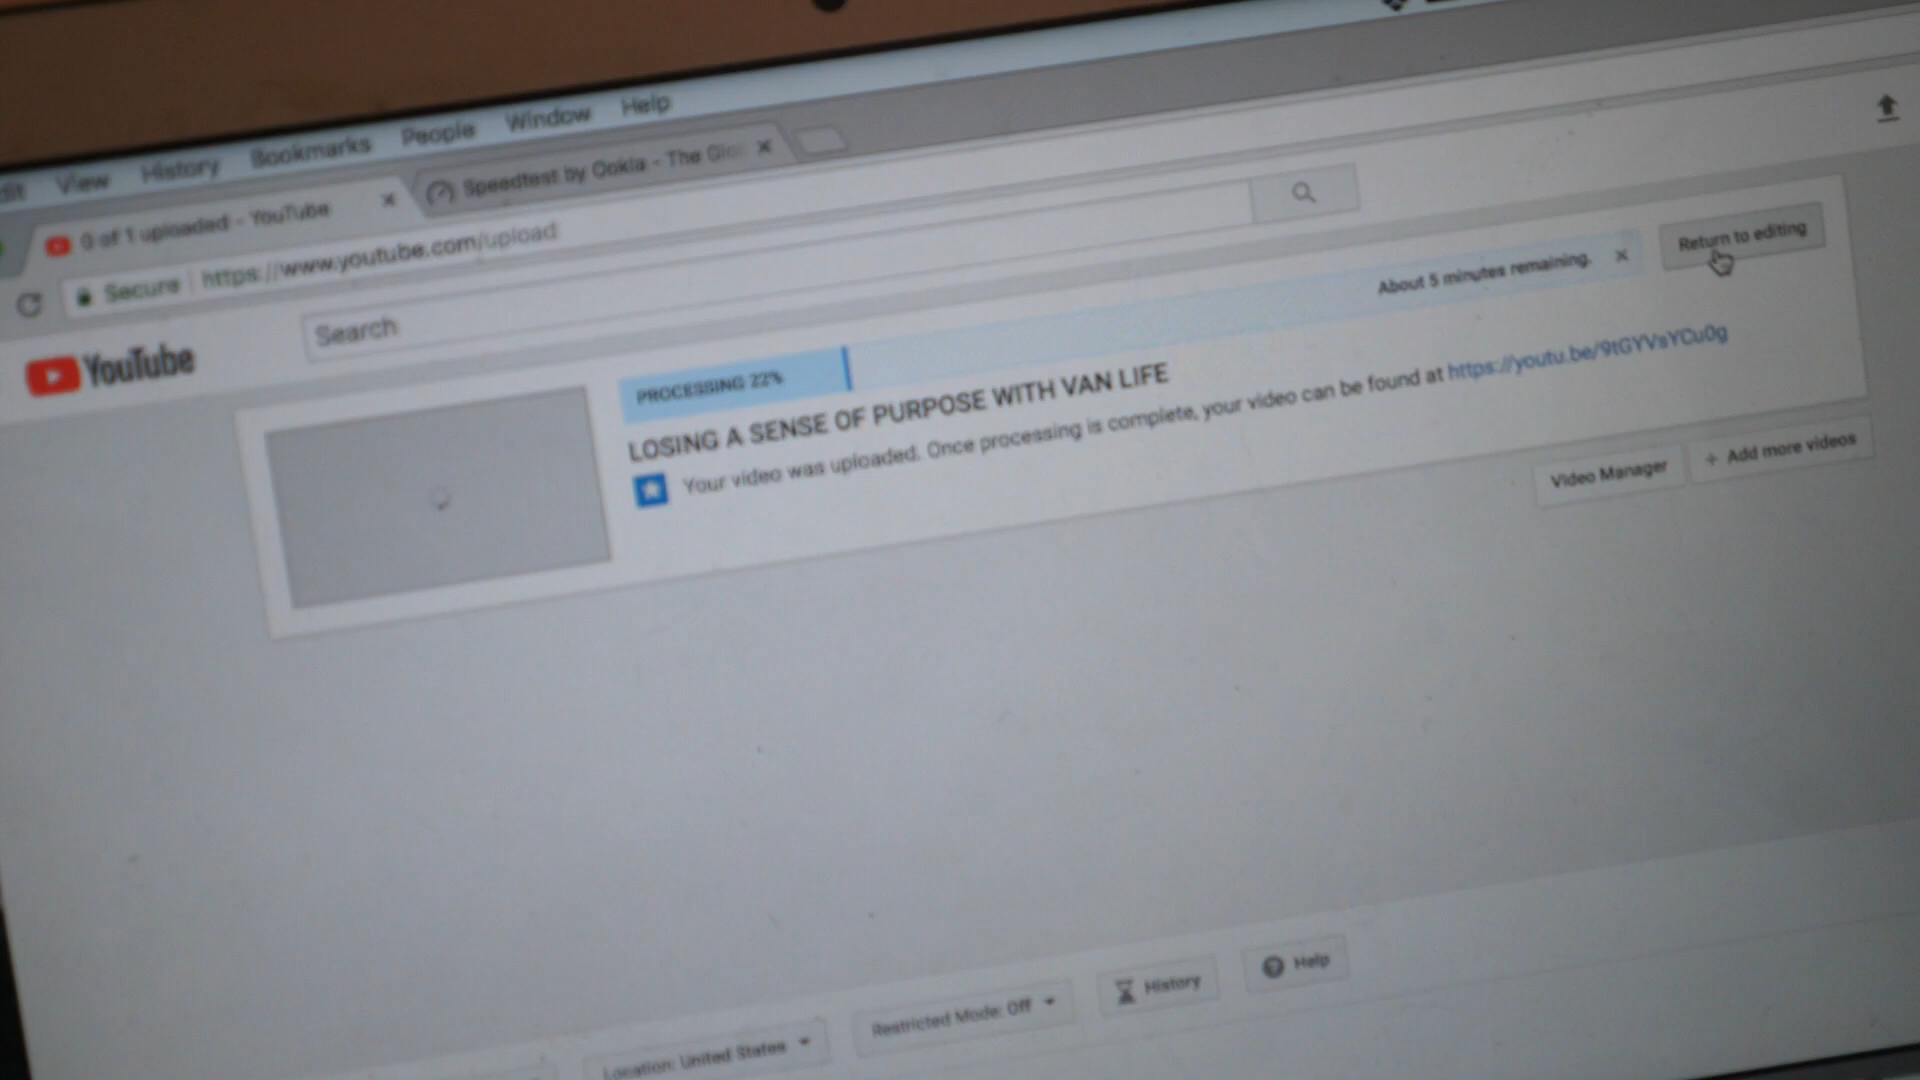 View History Bookmarks People Window Help
0 of 1 uploaded - YouTube
Speedtest by Ookla - The Glo
Secure https://www.youtube.com/upload
YouTube
Search
PROCESSING 22%
About 5 minutes remaining.
Return to editing
LOSING A SENSE OF PURPOSE WITH VAN LIFE
Your video was uploaded. Once processing is complete, your video can be found at https://youtu.be/9tGYVsYCu0g
Video Manager
+ Add more videos
Location: United States
Restricted Mode: Off
History
Help